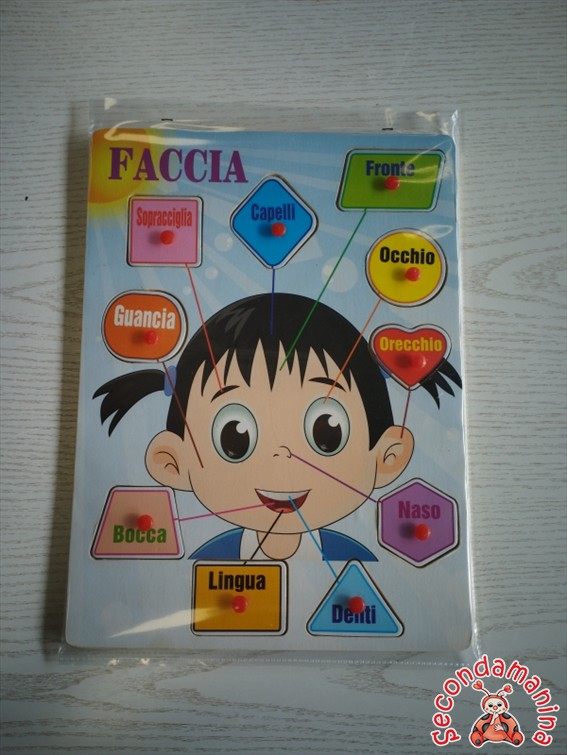 FACCIA
Fronte
Sopracciglia
Capelli
Occhio
Guancia
Orecchio
Bocca
Naso
Lingua
Denti
secondamanina